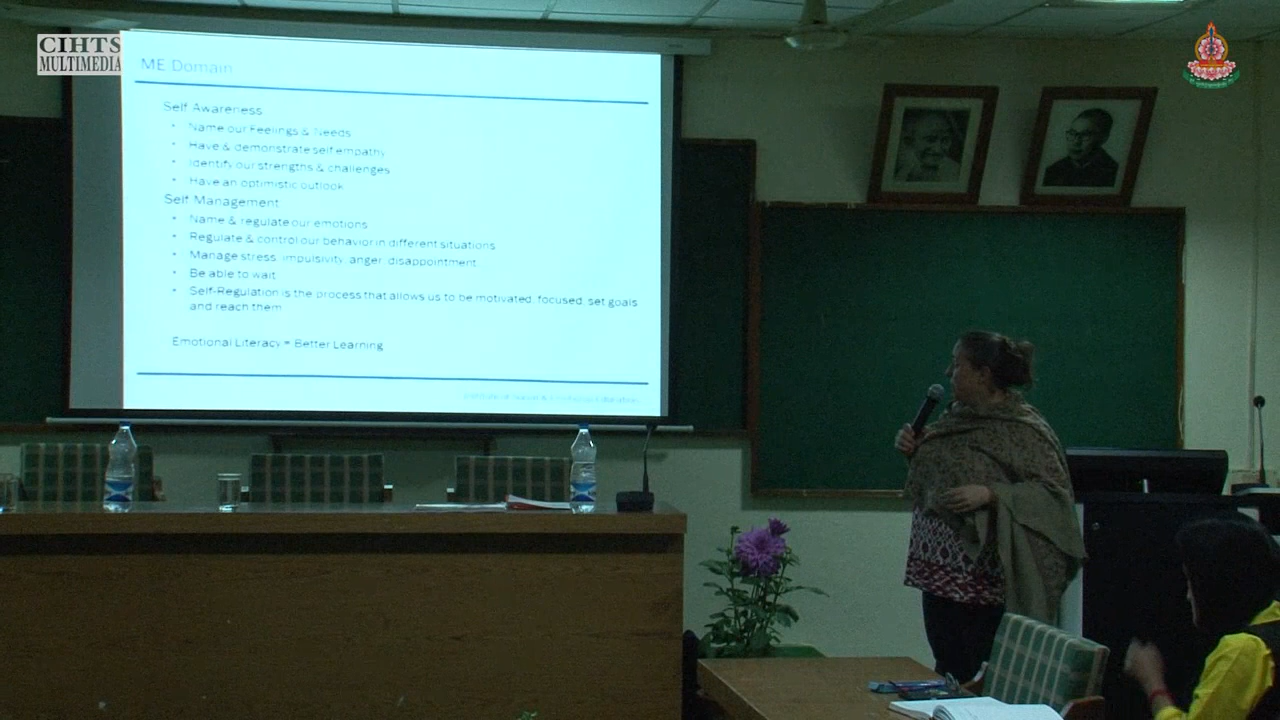 CIHTS
MULTIMEDIA
ME Domain
Self Awareness
• Name our Feelings & Needs
• Have & demonstrate self empathy
• Identify our strengths & challenges
• Have an optimistic outlook
Self Management
• Name & regulate our emotions
• Regulate & control our behavior in different situations
• Manage stress, impulsivity, anger, disappointment
• Be able to wait
• Self-Regulation is the process that allows us to be motivated, focused, set goals
and reach them
Emotional Literacy = Better Learning